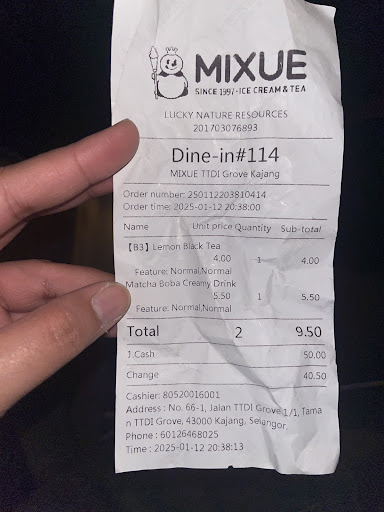 MIXUE
SINCE 1997·ICE CREAM & TEA
LUCKY NATURE RESOURCES
201703076893
Dine-in#114
MIXUE TTDI Grove Kajang
Order number: 250112203810414
Order time: 2025-01-12 20:38:00
Name Unit price Quantity Sub-total
【B3】Lemon Black Tea
4.00 1 4.00
Feature: Normal,Normal
Matcha Boba Creamy Drink
5.50 1 5.50
Feature: Normal,Normal
Total 2 9.50
1.Cash 50.00
Change 40.50
Cashier: 80520016001
Address : No. 66-1, Jalan TTDI Grove 1/1, Tama
n TTDI Grove, 43000 Kajang, Selangor
Phone : 60126468025
Time : 2025-01-12 20:38:13